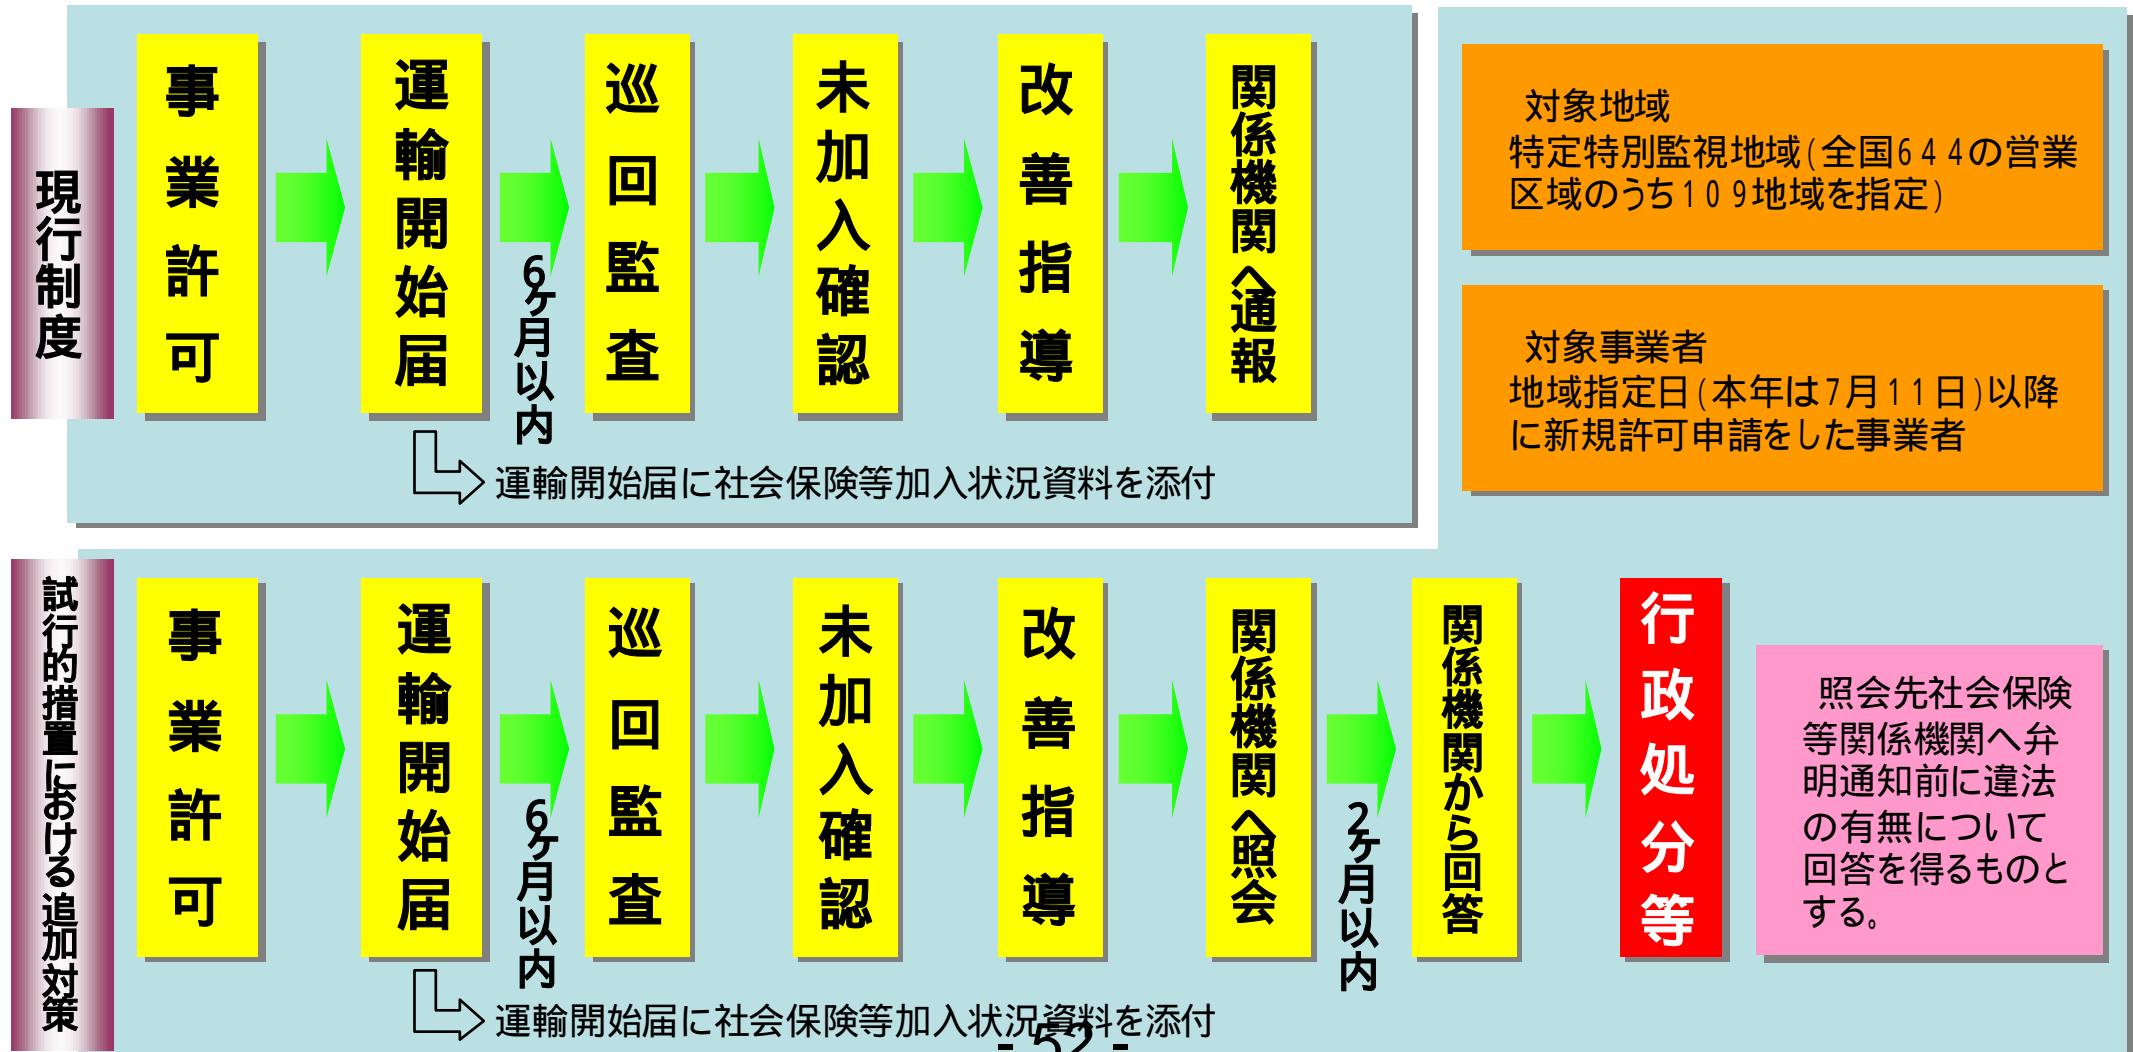 現行制度
事業許可
運輸開始届
6ヶ月以内
巡回監査
未加入確認
改善指導
関係機関へ通報
運輸開始届に社会保険等加入状況資料を添付
対象地域
特定特別監視地域(全国644の営業
区域のうち109地域を指定)
対象事業者
地域指定日(本年は7月11日)以降
に新規許可申請をした事業者
試行的措置における追加対策
事業許可
運輸開始届
6ヶ月以内
巡回監査
未加入確認
改善指導
関係機関へ照会
2ヶ月以内
関係機関から回答
行政処分等
照会先社会保険
等関係機関へ弁
明通知前に違法
の有無について
回答を得るものと
する。
運輸開始届に社会保険等加入状況資料を添付
- 52 -